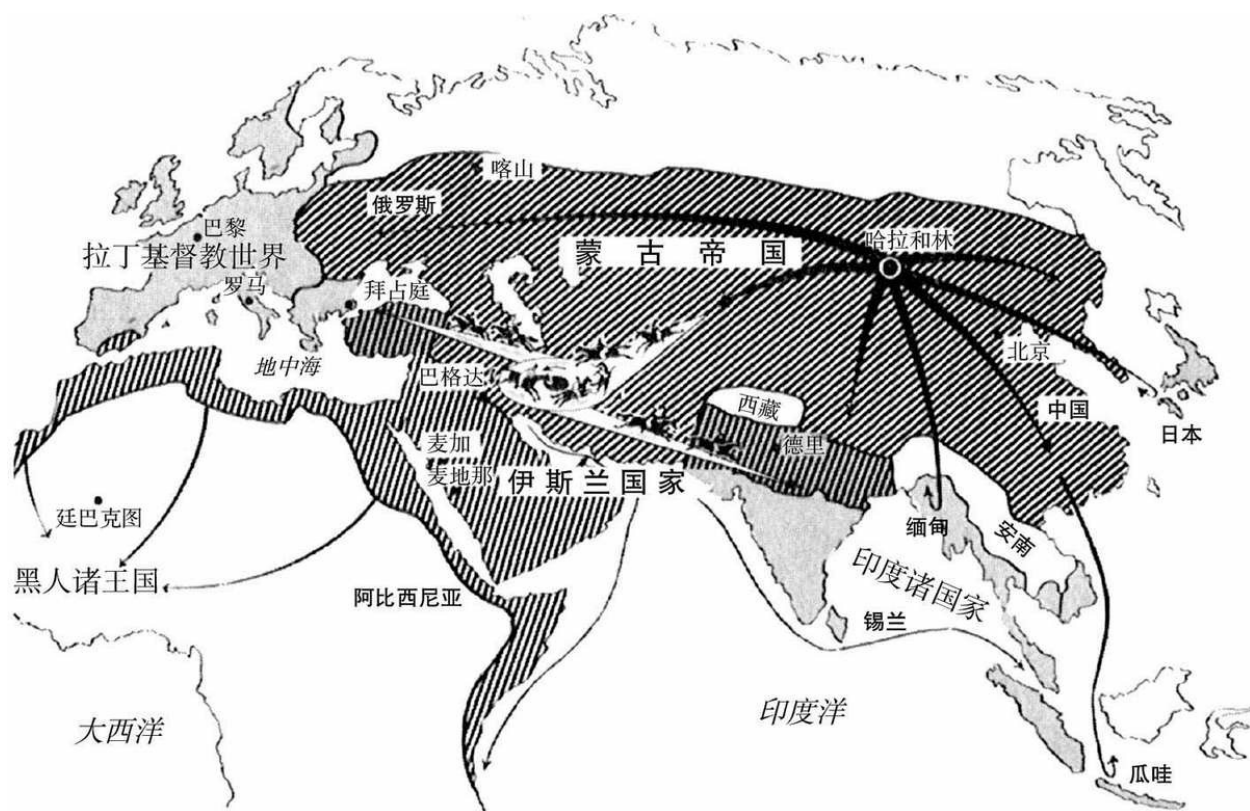 喀山
俄罗斯
巴黎
哈拉和林
拉丁基督教世界
蒙古帝国
罗马
拜占庭
地中海
巴格达
北京
西藏
中国
日本
麦加
德里
麦地那
伊斯兰国家
廷巴克图
缅甸
安南
黑人诸王国
阿比西尼亚
印度诸国家
锡兰
大西洋
印度洋
瓜哇